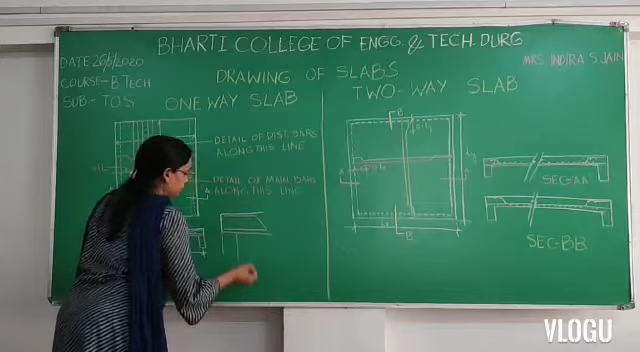 BHARTI COLLEGE OF ENGG. & TECH. DURG
DATE 26/5/2020
COURSE - B TECH
SUB - TOS
MRS INDIRA S JAIN
DRAWING OF SLABS
ONE WAY SLAB
TWO-WAY SLAB
DETAIL OF DIST. BARS
ALONG THIS LINE
DETAIL OF MAIN BARS
ALONG THIS LINE
A
B
A
A
B
SEC-AA
SEC-BB
VLOGU